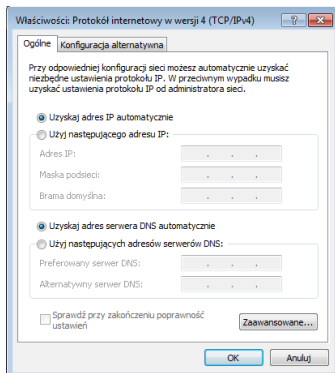 Właściwości: Protokół internetowy w wersji 4 (TCP/IPv4)
Ogólne Konfiguracja alternatywna
Przy odpowiedniej konfiguracji sieci możesz automatycznie uzyskać
niezbędne ustawienia protokołu IP. W przeciwnym wypadku musisz
uzyskać ustawienia protokołu IP od administratora sieci.
Uzyskaj adres IP automatycznie
Użyj następującego adresu IP:
Adres IP:
Maska podsieci:
Brama domyślna:
Uzyskaj adres serwera DNS automatycznie
Użyj następujących adresów serwerów DNS:
Preferowany serwer DNS:
Alternatywny serwer DNS:
Sprawdź przy zakończeniu poprawność
ustawień
Zaawansowane...
OK Anuluj